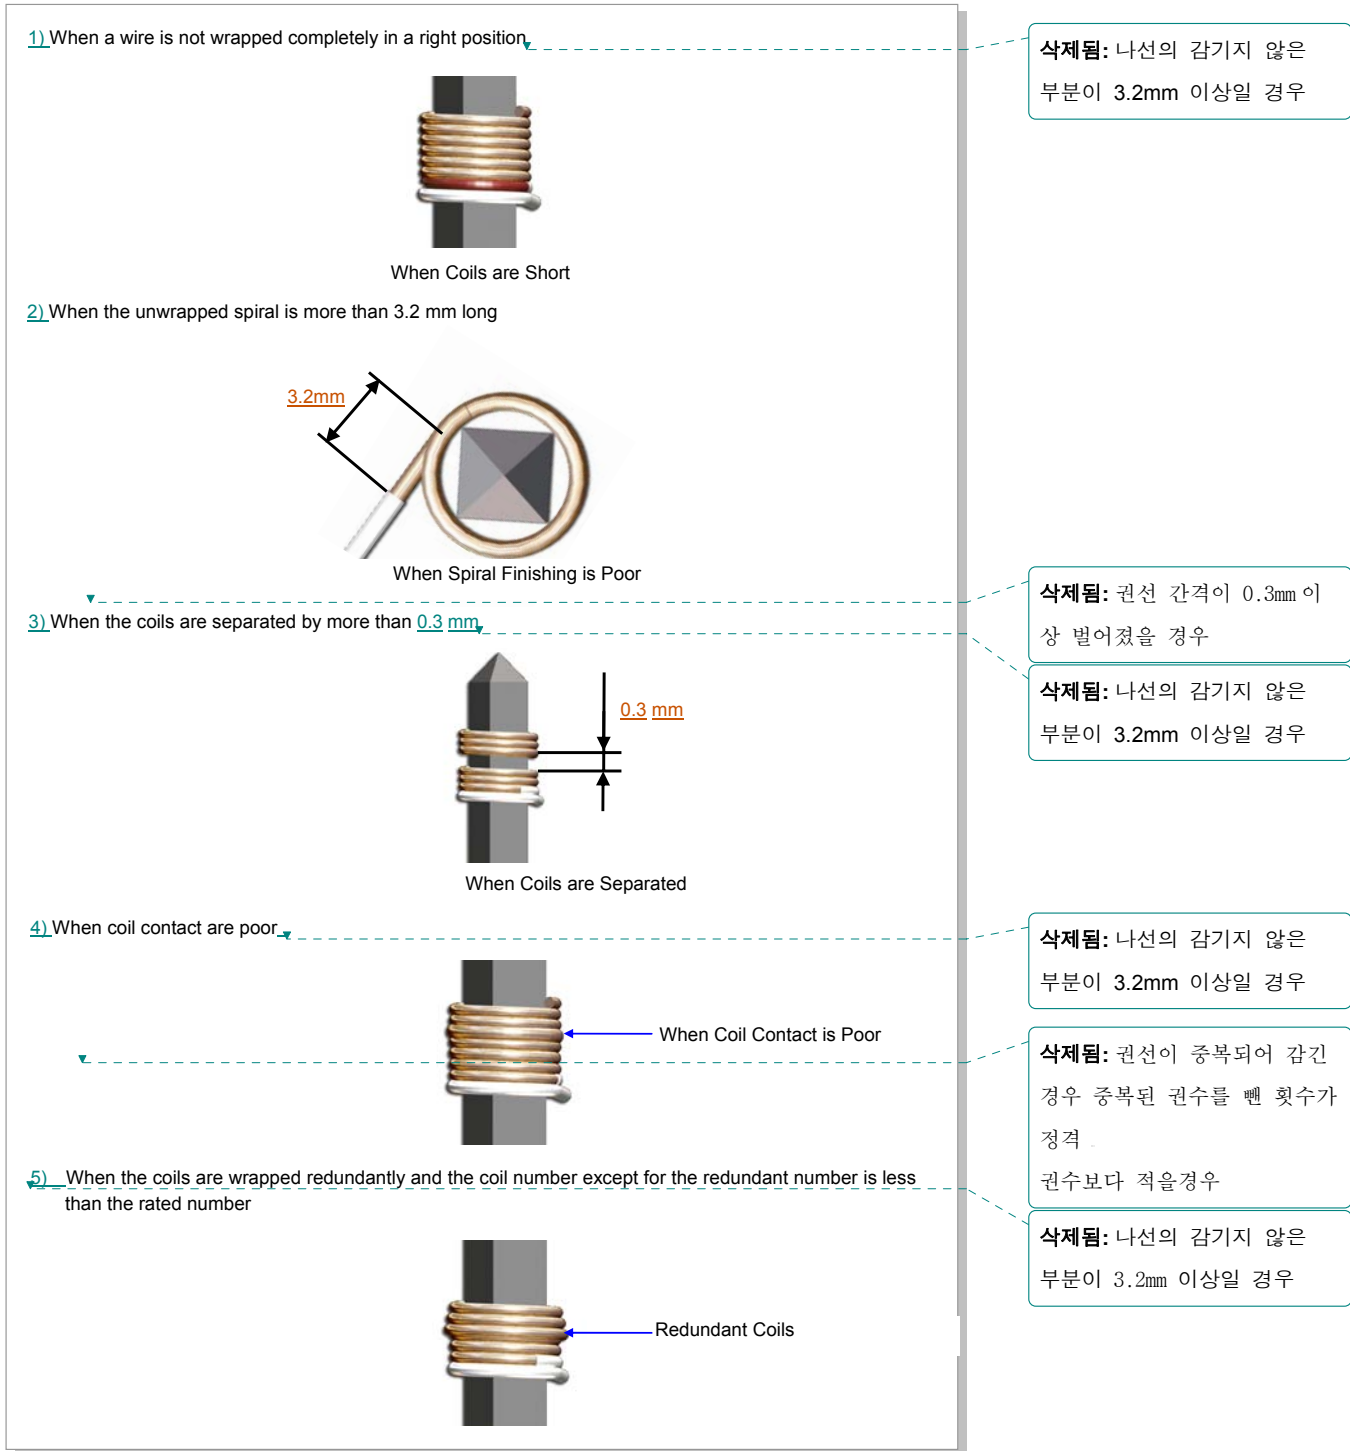 1) When a wire is not wrapped completely in a right position
삭제됨: 나선의 감기지 않은
부분이 3.2mm 이상일 경우
When Coils are Short
2) When the unwrapped spiral is more than 3.2 mm long
3.2mm
When Spiral Finishing is Poor
삭제됨: 권선 간격이 0.3mm 이
상 벌어졌을 경우
3) When the coils are separated by more than 0.3 mm
삭제됨: 나선의 감기지 않은
부분이 3.2mm 이상일 경우
0.3 mm
When Coils are Separated
4) When coil contact are poor
삭제됨: 나선의 감기지 않은
부분이 3.2mm 이상일 경우
When Coil Contact is Poor
삭제됨: 권선이 중복되어 감긴
경우 중복된 권수를 뺀 횟수가
정격
권수보다 적을경우
5) When the coils are wrapped redundantly and the coil number except for the redundant number is less
than the rated number
삭제됨: 나선의 감기지 않은
부분이 3.2mm 이상일 경우
Redundant Coils